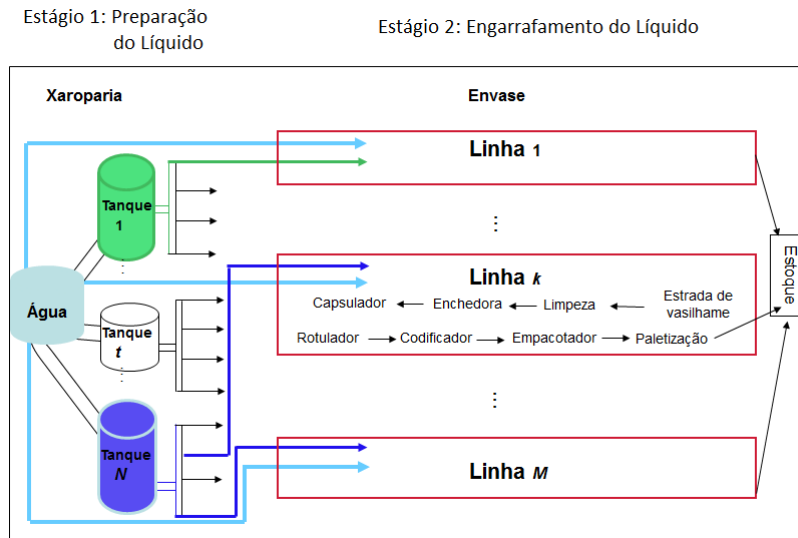 Estágio 1: Preparação
do Líquido
Estágio 2: Engarrafamento do Líquido
Xaroparia
Envase
Linha 1
Tanque
1
⋮
⋮
Estoque
Água
Linha k
Capsulador
Enchedora
Limpeza
Estrada de
vasilhame
Rotulador
Codificador
Empacotador
Paletização
Tanque
t
⋮
⋮
Tanque
N
Linha M